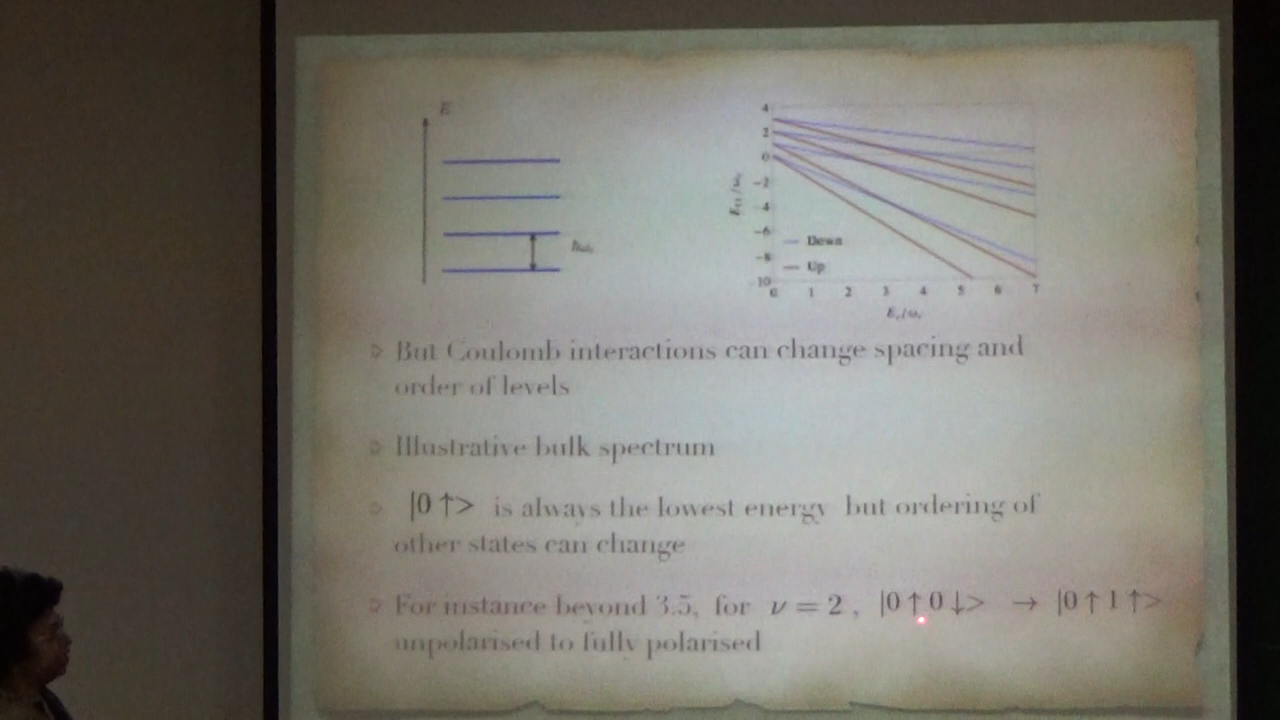 E
ħω
4
2
0
-2
-4
-6
-8
-10
Down
Up
0 1 2 3 4 5 6 7
But Coulomb interactions can change spacing and
order of levels
Illustrative bulk spectrum
|0 ↑> is always the lowest energy but ordering of
other states can change
For instance beyond 3.5, for ν = 2 , |0 ↑ 0 ↓> → |0 ↑ 1 ↑>
unpolarised to fully polarised